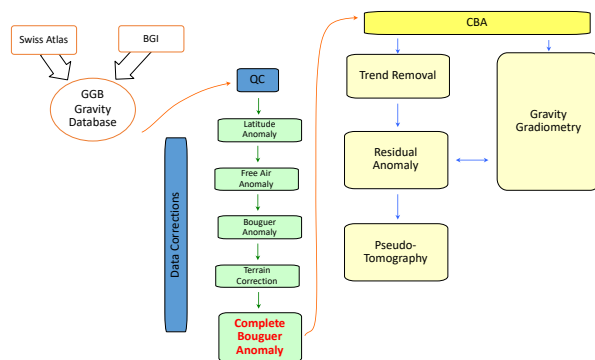 Swiss Atlas
BGI
GGB
Gravity
Database
Data Corrections
QC
Latitude
Anomaly
Free Air
Anomaly
Bouguer
Anomaly
Terrain
Correction
Complete
Bouguer
Anomaly
CBA
Trend Removal
Residual
Anomaly
Pseudo-
Tomography
Gravity
Gradiometry